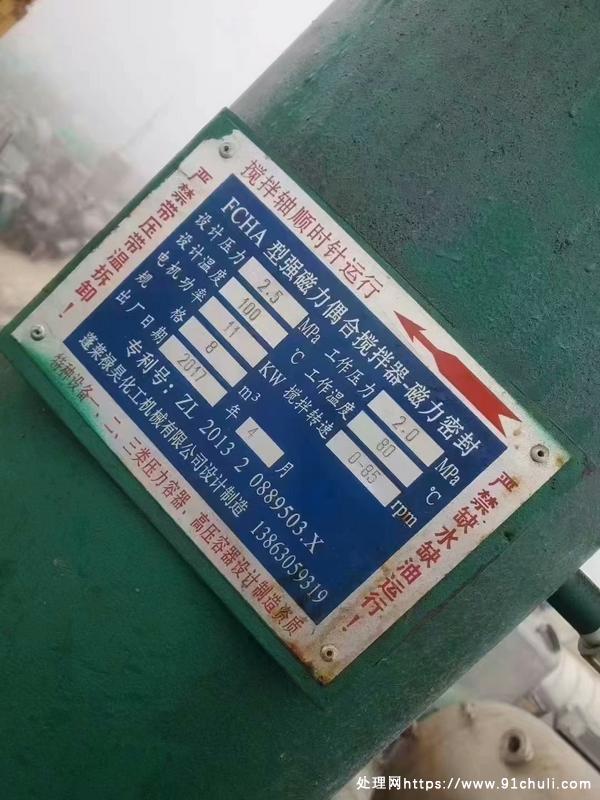 搅拌轴顺时针运行
严禁带压带温拆卸！
FCHA 型强磁力偶合搅拌器 磁力密封
设计压力 2.5 MPa 工作压力 2.0 MPa
设计温度 100 ℃ 工作温度 80 ℃
电机功率 11 KW 搅拌转速 0-85 rpm
规格 8 m³
出厂日期 2017 年 4 月
专利号: ZL 2013 2 0889503.X
蓬莱禄昊化工机械有限公司设计制造 13863059319
特种设备一、二、三类压力容器、高压容器设计制造资质
严禁缺水缺油运行！
处理网https://www.91chuli.com